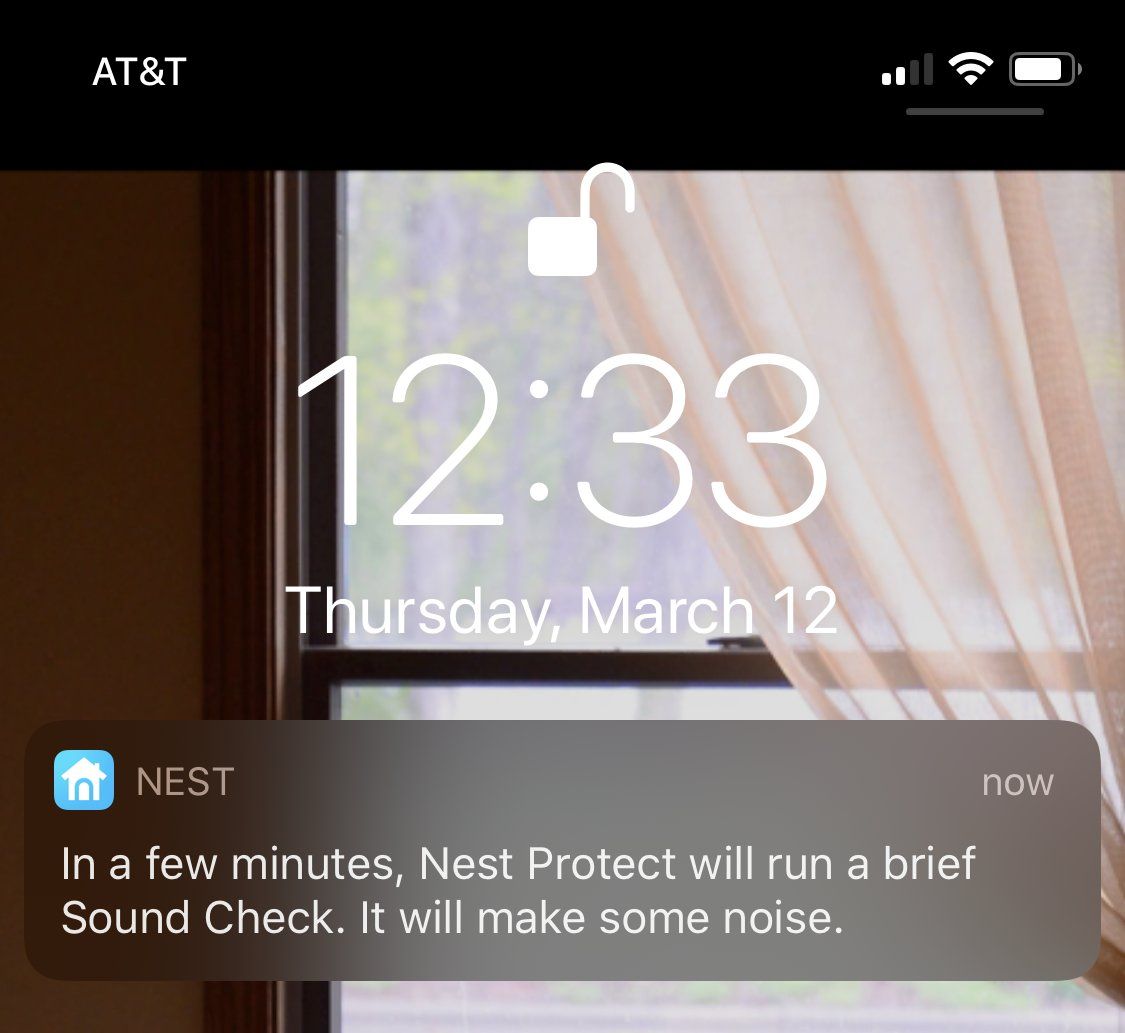 AT&T
12:33
Thursday, March 12
NEST now
In a few minutes, Nest Protect will run a brief
Sound Check. It will make some noise.